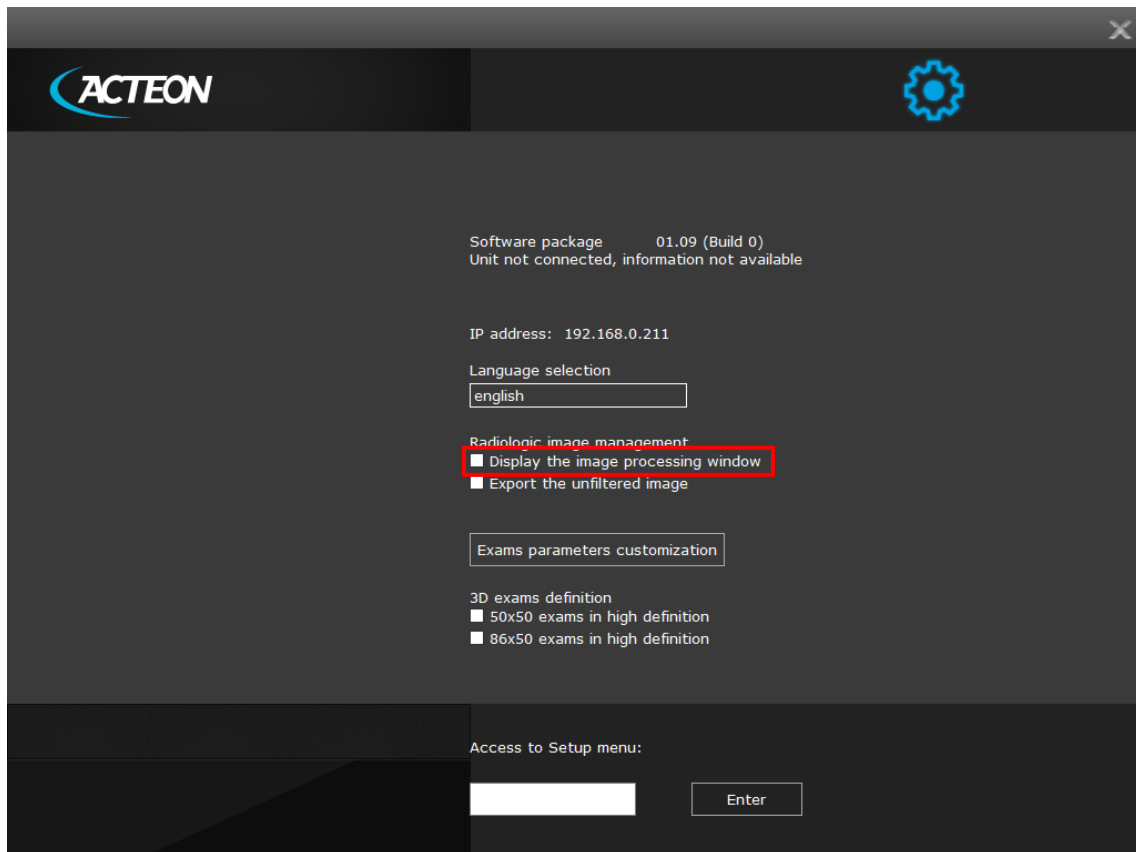 ACTEON
Software package 01.09 (Build 0)
Unit not connected, information not available
IP address: 192.168.0.211
Language selection
english
Radiologic image management
Display the image processing window
Export the unfiltered image
Exams parameters customization
3D exams definition
50x50 exams in high definition
86x50 exams in high definition
Access to Setup menu:
Enter